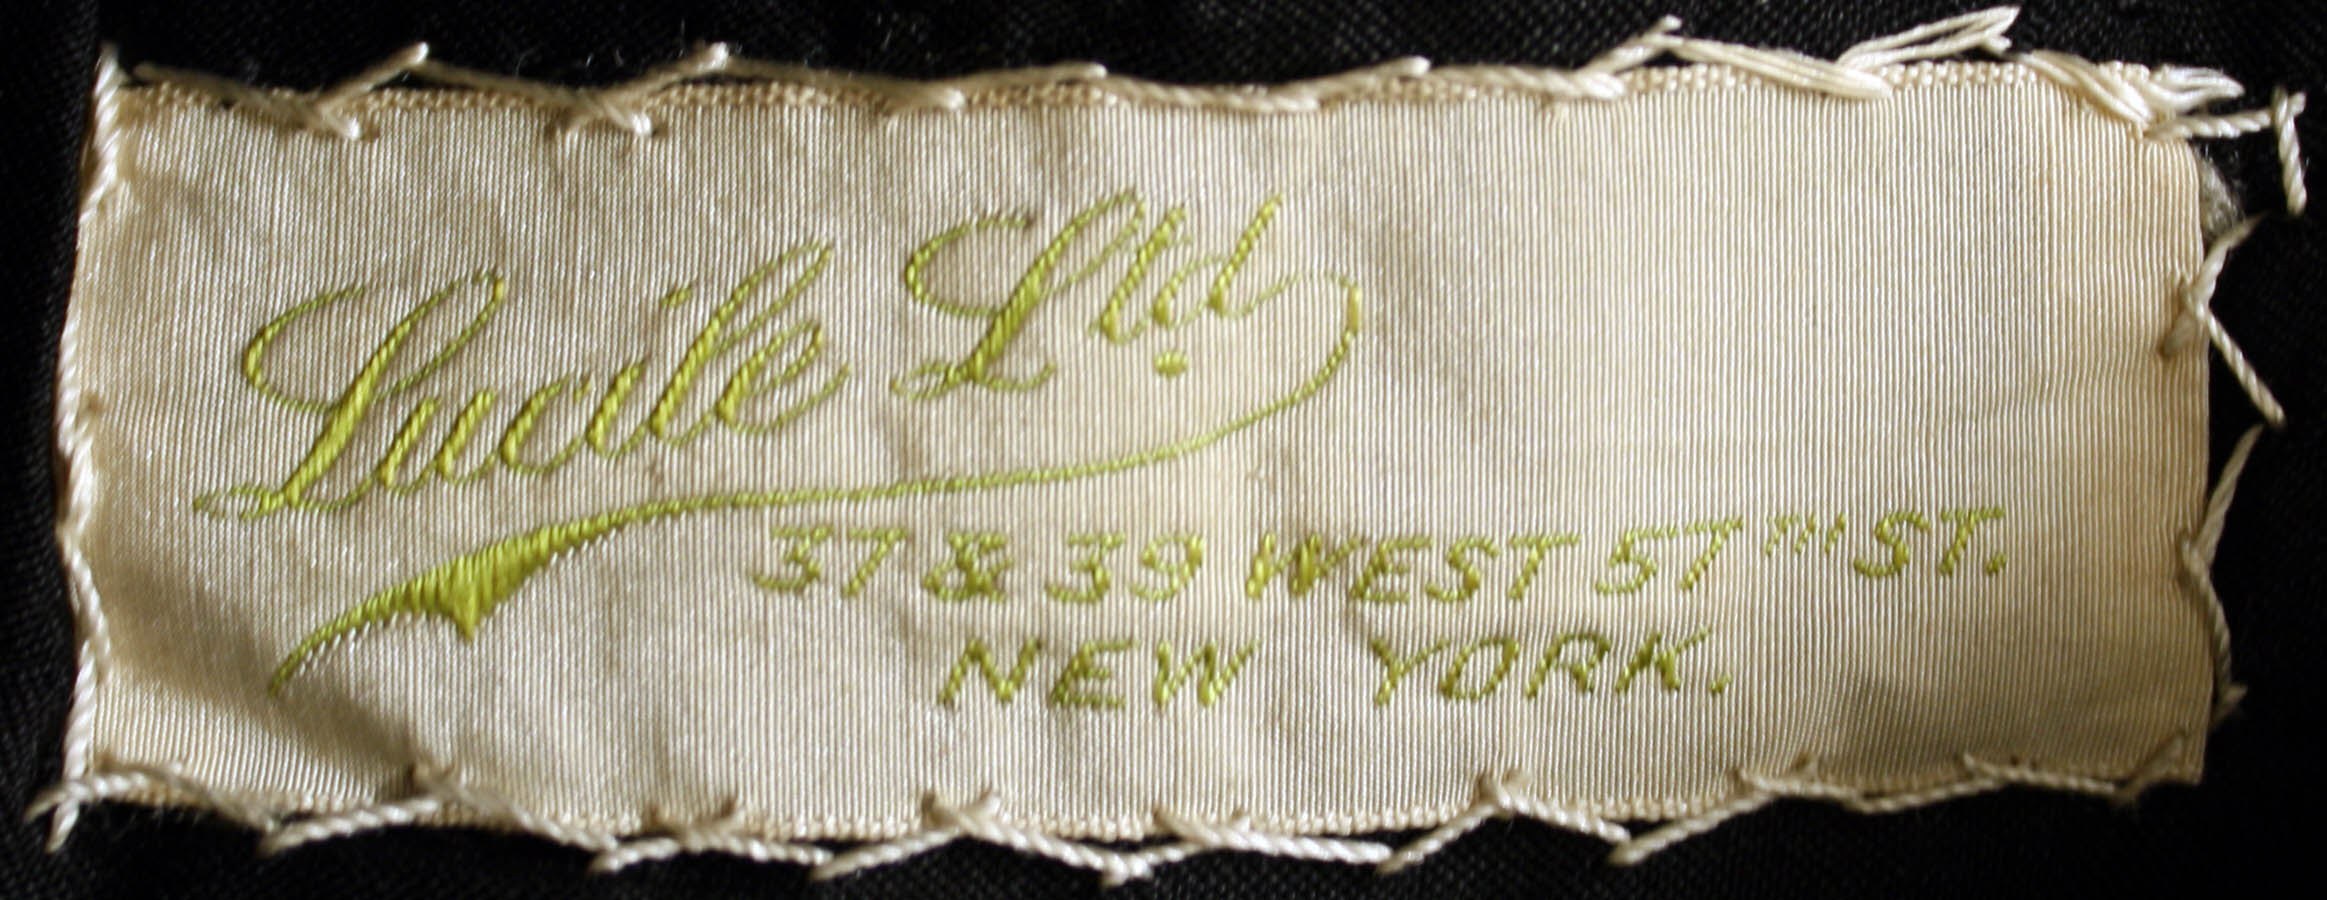 Lucile Ltd.
37 & 39 WEST 57TH ST.
NEW YORK.